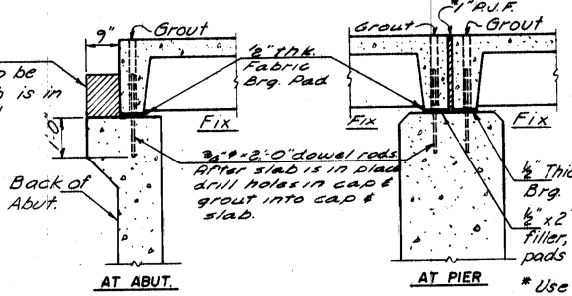 9"
Grout
o be
h is in
1'-0"
Back of
Abut.
AT ABUT.
½" thk.
Fabric
Brg. Pad
Fix
¾"φ x 2'-0" dowel rods.
After slab is in place
drill holes in cap &
grout into cap &
slab.
*1" P.J.F.
Grout
Grout
Fix
Fix
½" Thic
Brg.
½" x 2"
filler,
pads
AT PIER
* Use